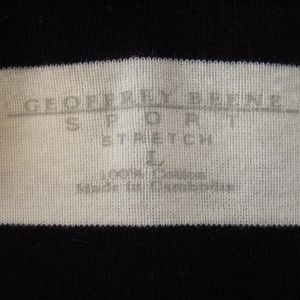 GEOFFREY BEENE
SPORT
STRETCH
L
100% Cotton
Made in Cambodia